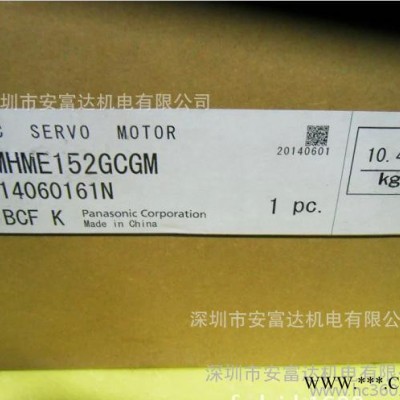 深圳市安富达机电有限公司
C SERVO MOTOR
MHME152GCGM
20140601
10.4
kg
14060161N
BCF K Panasonic Corporation
Made in China
1 pc.
深圳市安富达机电有限公司
深圳市安富达机电有限
www.***.c